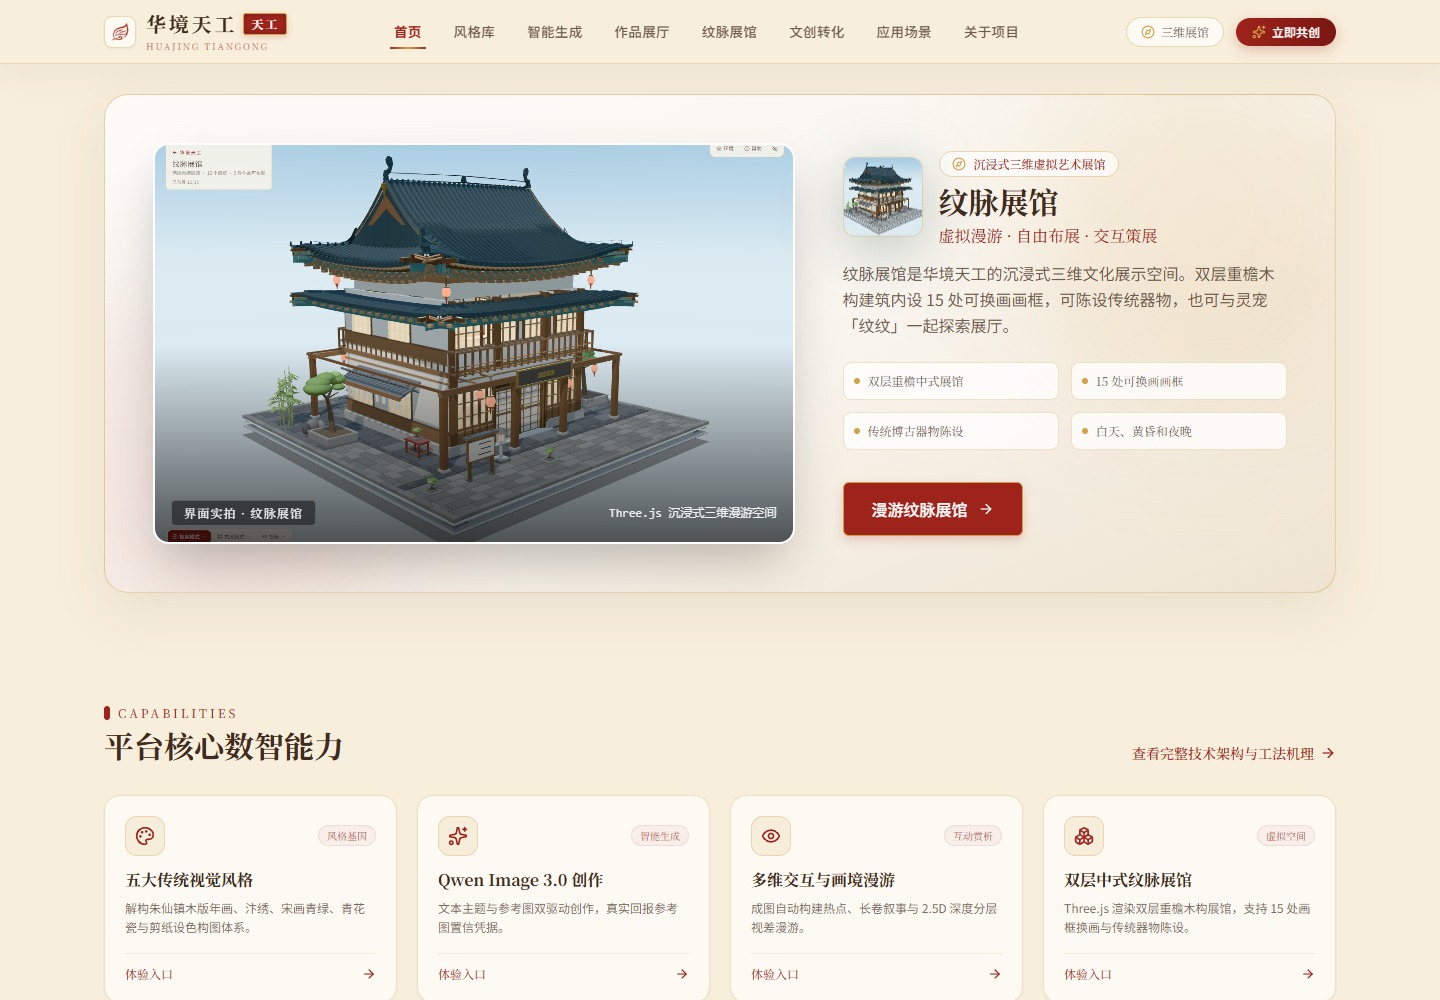 华境天工 天工
HUAJING TIANGONG
首页 风格库 智能生成 作品展厅 纹脉展馆 文创转化 应用场景 关于项目
三维展馆 立即共创
华境天工
纹脉展馆
界面实拍 · 纹脉展馆
Three.js 沉浸式三维漫游空间
沉浸式三维虚拟艺术展馆
纹脉展馆
虚拟漫游 · 自由布展 · 交互策展
纹脉展馆是华境天工的沉浸式三维文化展示空间。双层重檐木
构建筑内设 15 处可换画画框，可陈设传统器物，也可与灵宠
「纹纹」一起探索展厅。
双层重檐中式展馆
15 处可换画画框
传统博古器物陈设
白天、黄昏和夜晚
漫游纹脉展馆
CAPABILITIES
平台核心数智能力
查看完整技术架构与工法机理
风格基因
五大传统视觉风格
解构朱仙镇木版年画、汴绣、宋画青绿、青花
瓷与剪纸设色构图体系。
体验入口
智能生成
Qwen Image 3.0 创作
文本主题与参考图双驱动创作，真实回报参考
图置信凭据。
体验入口
互动赏析
多维交互与画境漫游
成图自动构建热点、长卷叙事与 2.5D 深度分层
视差漫游。
体验入口
虚拟空间
双层中式纹脉展馆
Three.js 渲染双层重檐木构展馆，支持 15 处画
框换画与传统器物陈设。
体验入口